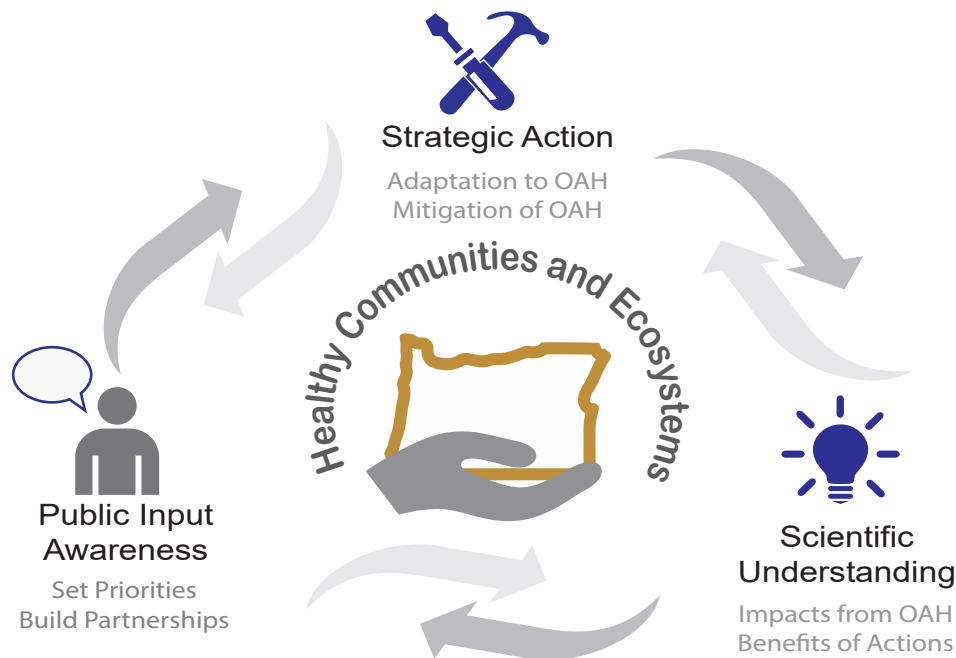 Strategic Action
Adaptation to OAH
Mitigation of OAH
Healthy Communities and Ecosystems
Public Input
Awareness
Set Priorities
Build Partnerships
Scientific
Understanding
Impacts from OAH
Benefits of Actions